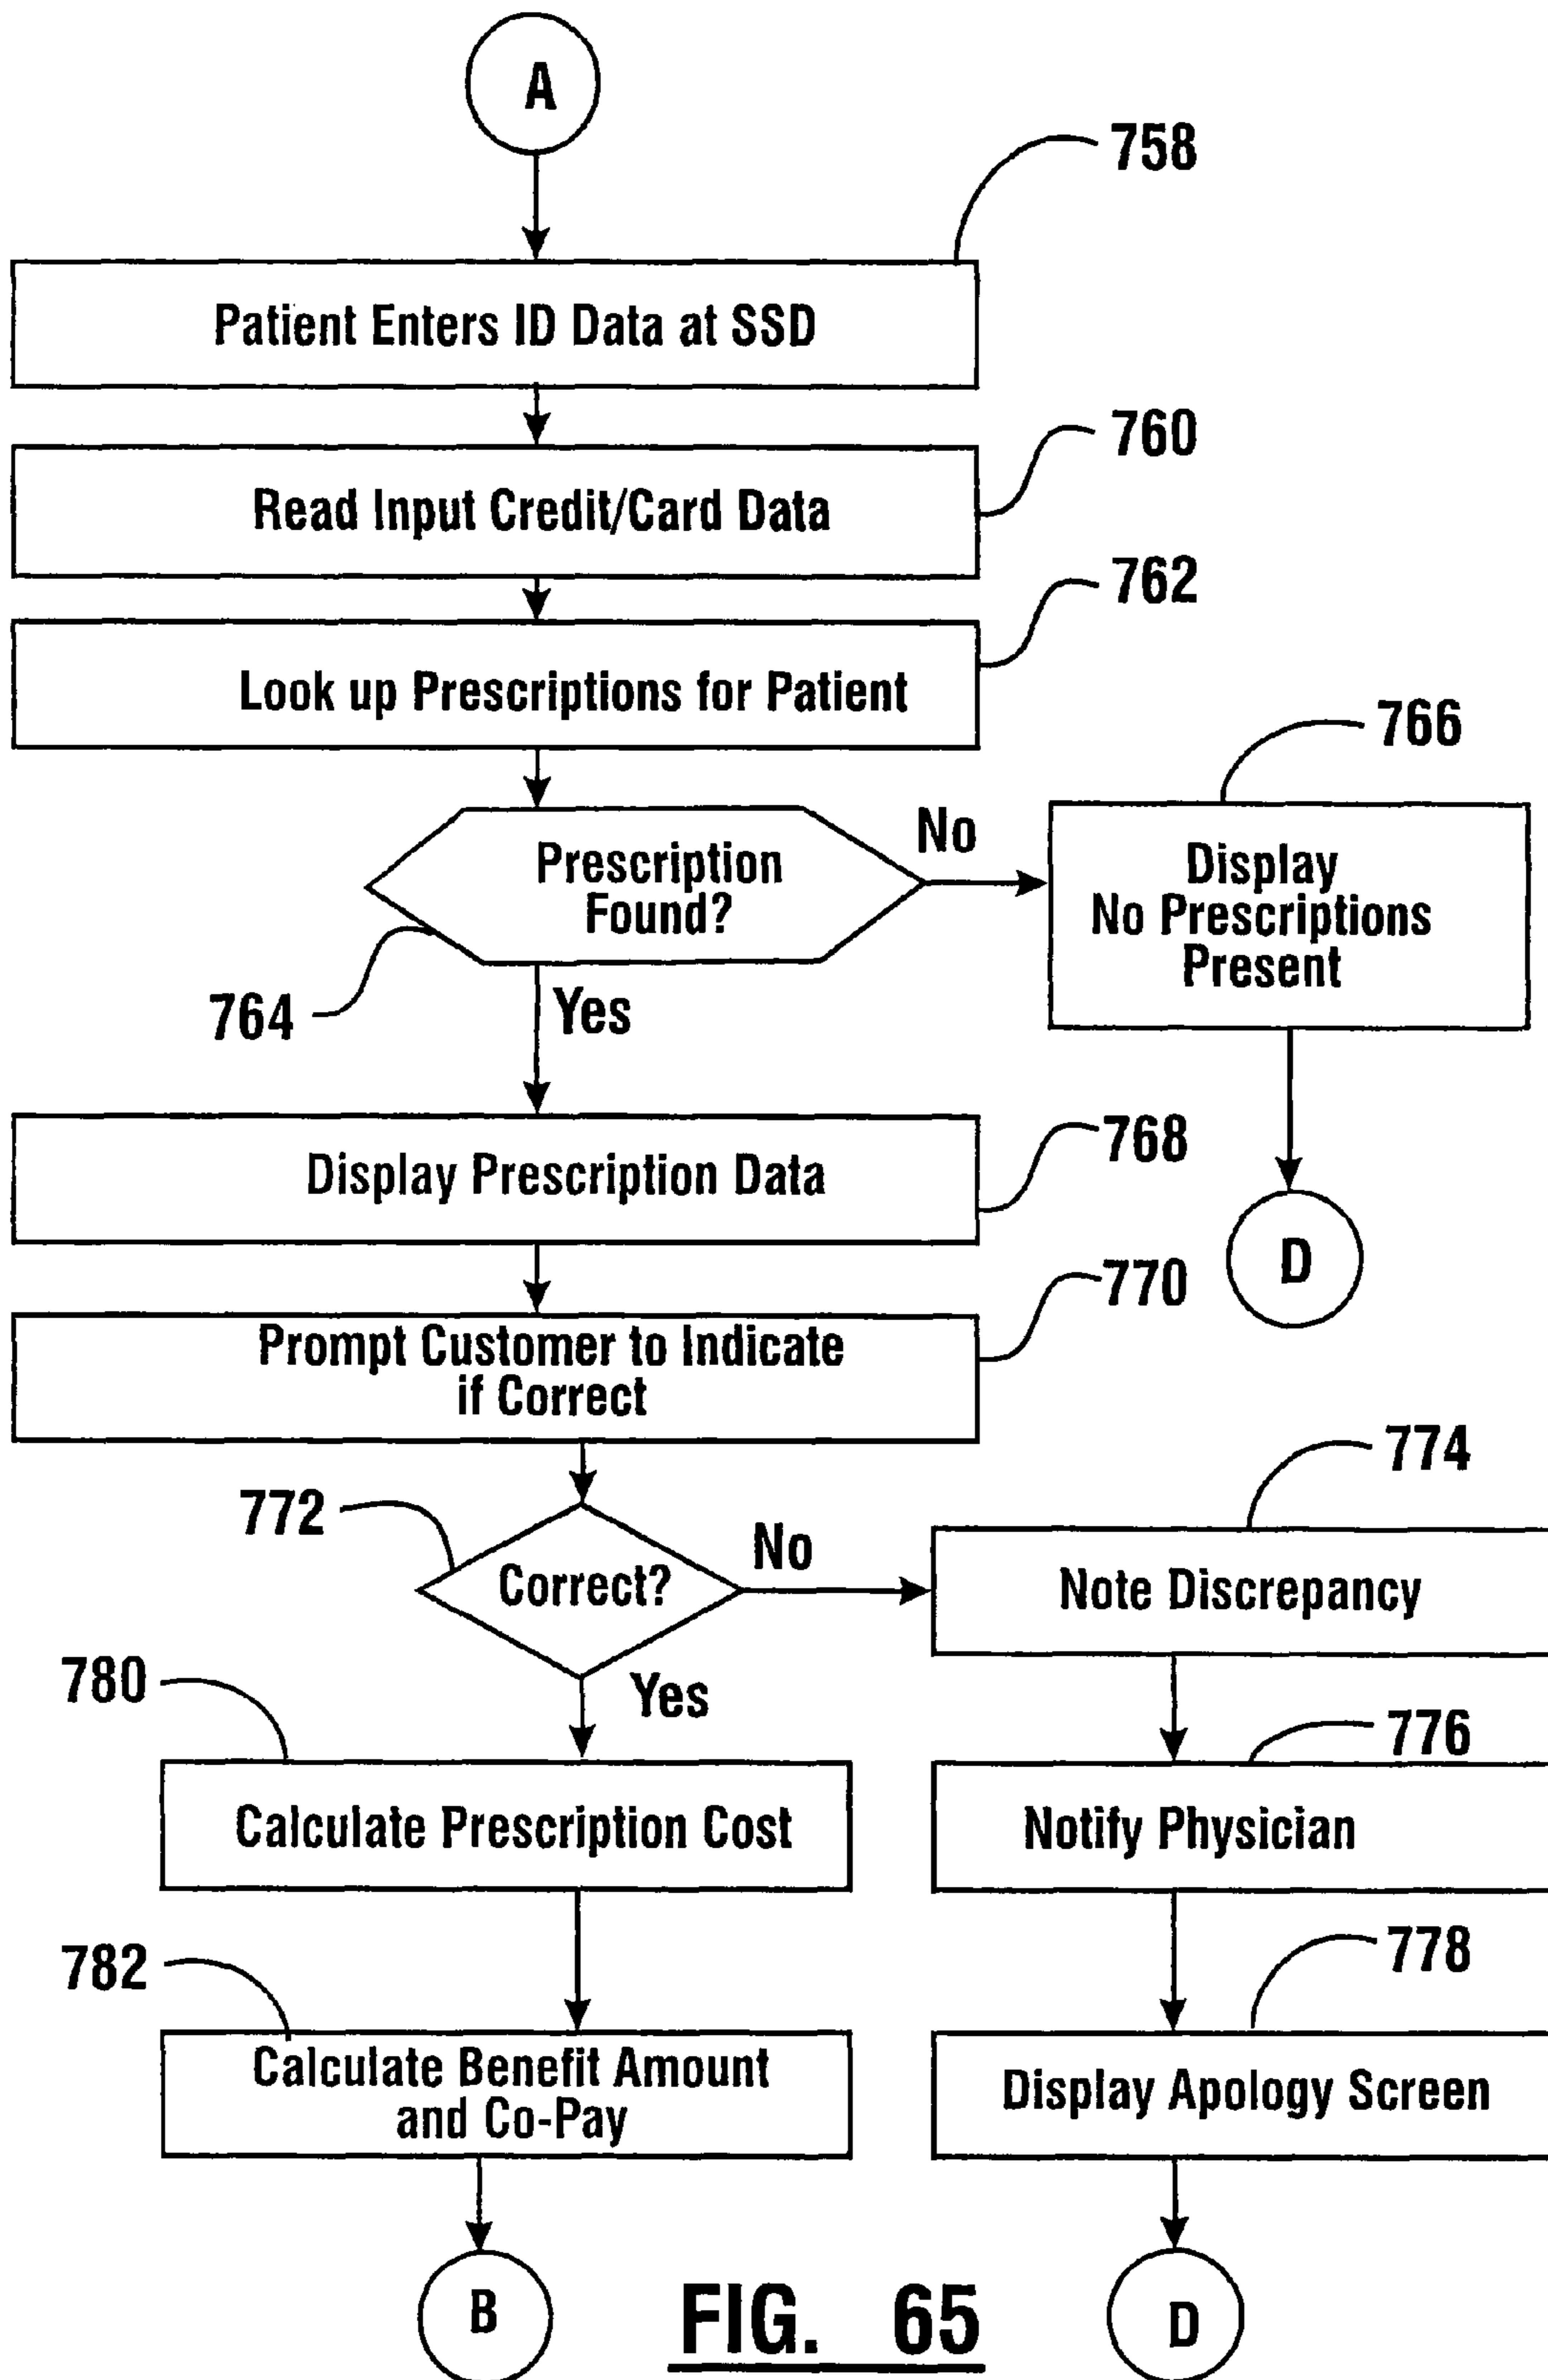 A
758
Patient Enters ID Data at SSD
760
Read Input Credit/Card Data
762
Look up Prescriptions for Patient
766
Prescription
Found?
No
Display
No Prescriptions
Present
764
Yes
768
Display Prescription Data
D
770
Prompt Customer to Indicate
if Correct
774
772
Correct?
No
Note Discrepancy
780
Yes
776
Calculate Prescription Cost
Notify Physician
782
778
Calculate Benefit Amount
and Co-Pay
Display Apology Screen
B
FIG. 65
D